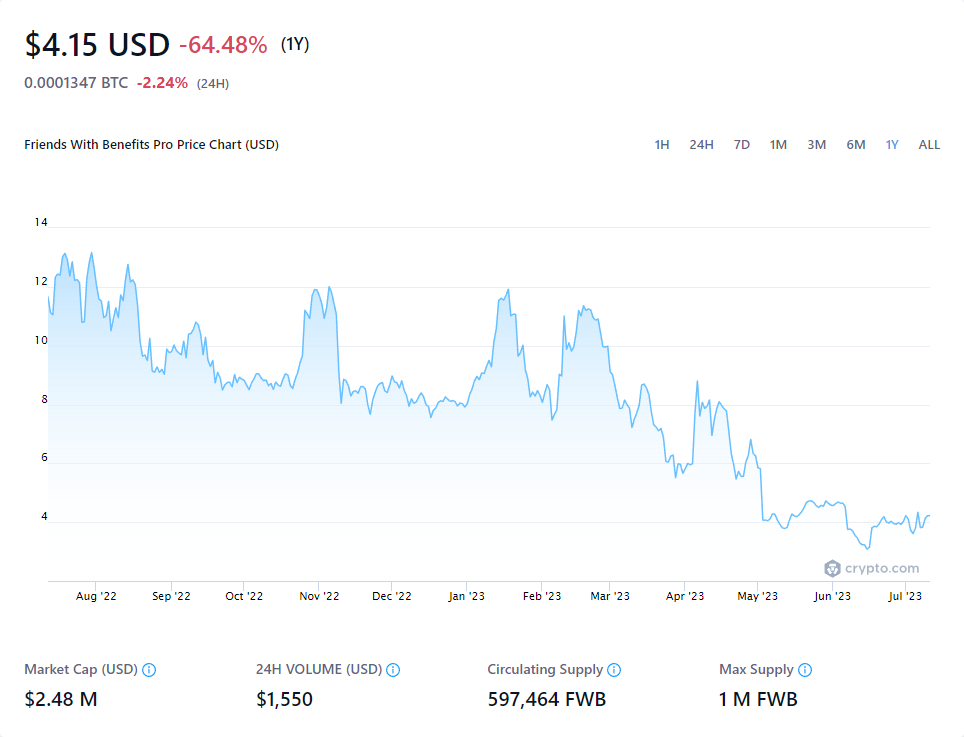 $4.15 USD -64.48% (1Y)
0.0001347 BTC -2.24% (24H)
Friends With Benefits Pro Price Chart (USD) 1H 24H 7D 1M 3M 6M 1Y ALL
14
12
10
8
6
4
crypto.com
Aug '22 Sep '22 Oct '22 Nov '22 Dec '22 Jan '23 Feb '23 Mar '23 Apr '23 May '23 Jun '23 Jul '23
Market Cap (USD) 24H VOLUME (USD) Circulating Supply Max Supply
$2.48 M $1,550 597,464 FWB 1 M FWB